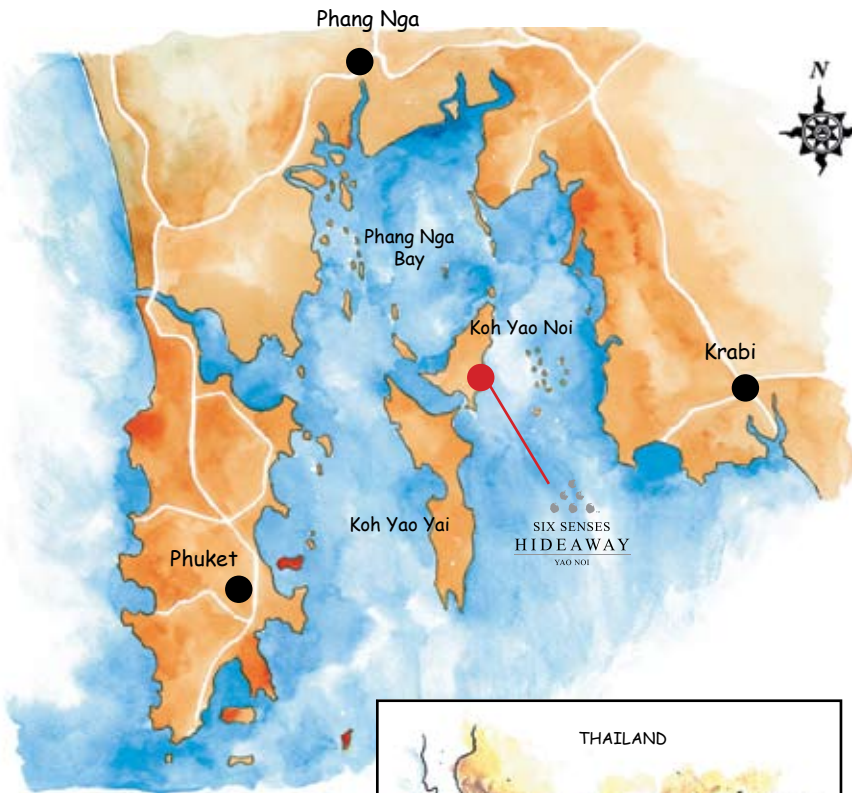 Phang Nga
N
Phang Nga
Bay
Koh Yao Noi
Krabi
Koh Yao Yai
SIX SENSES
HIDEAWAY
YAO NOI
Phuket
THAILAND